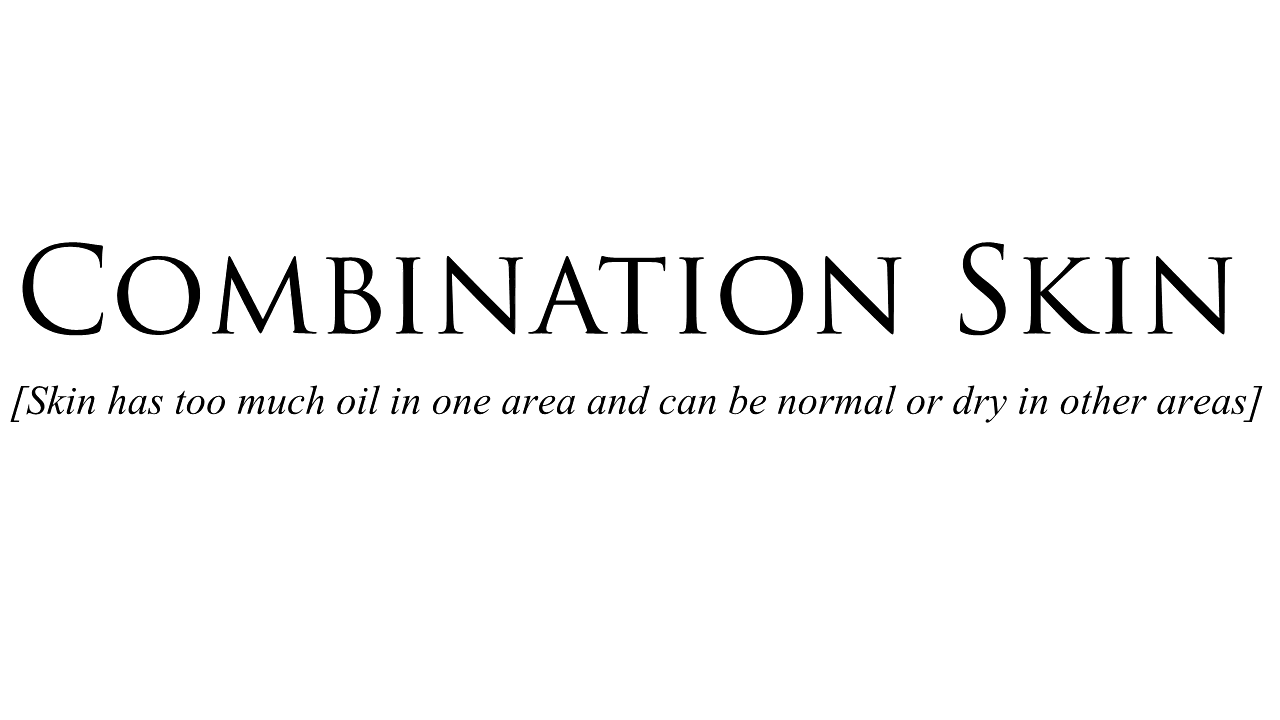 Combination Skin
[Skin has too much oil in one area and can be normal or dry in other areas]